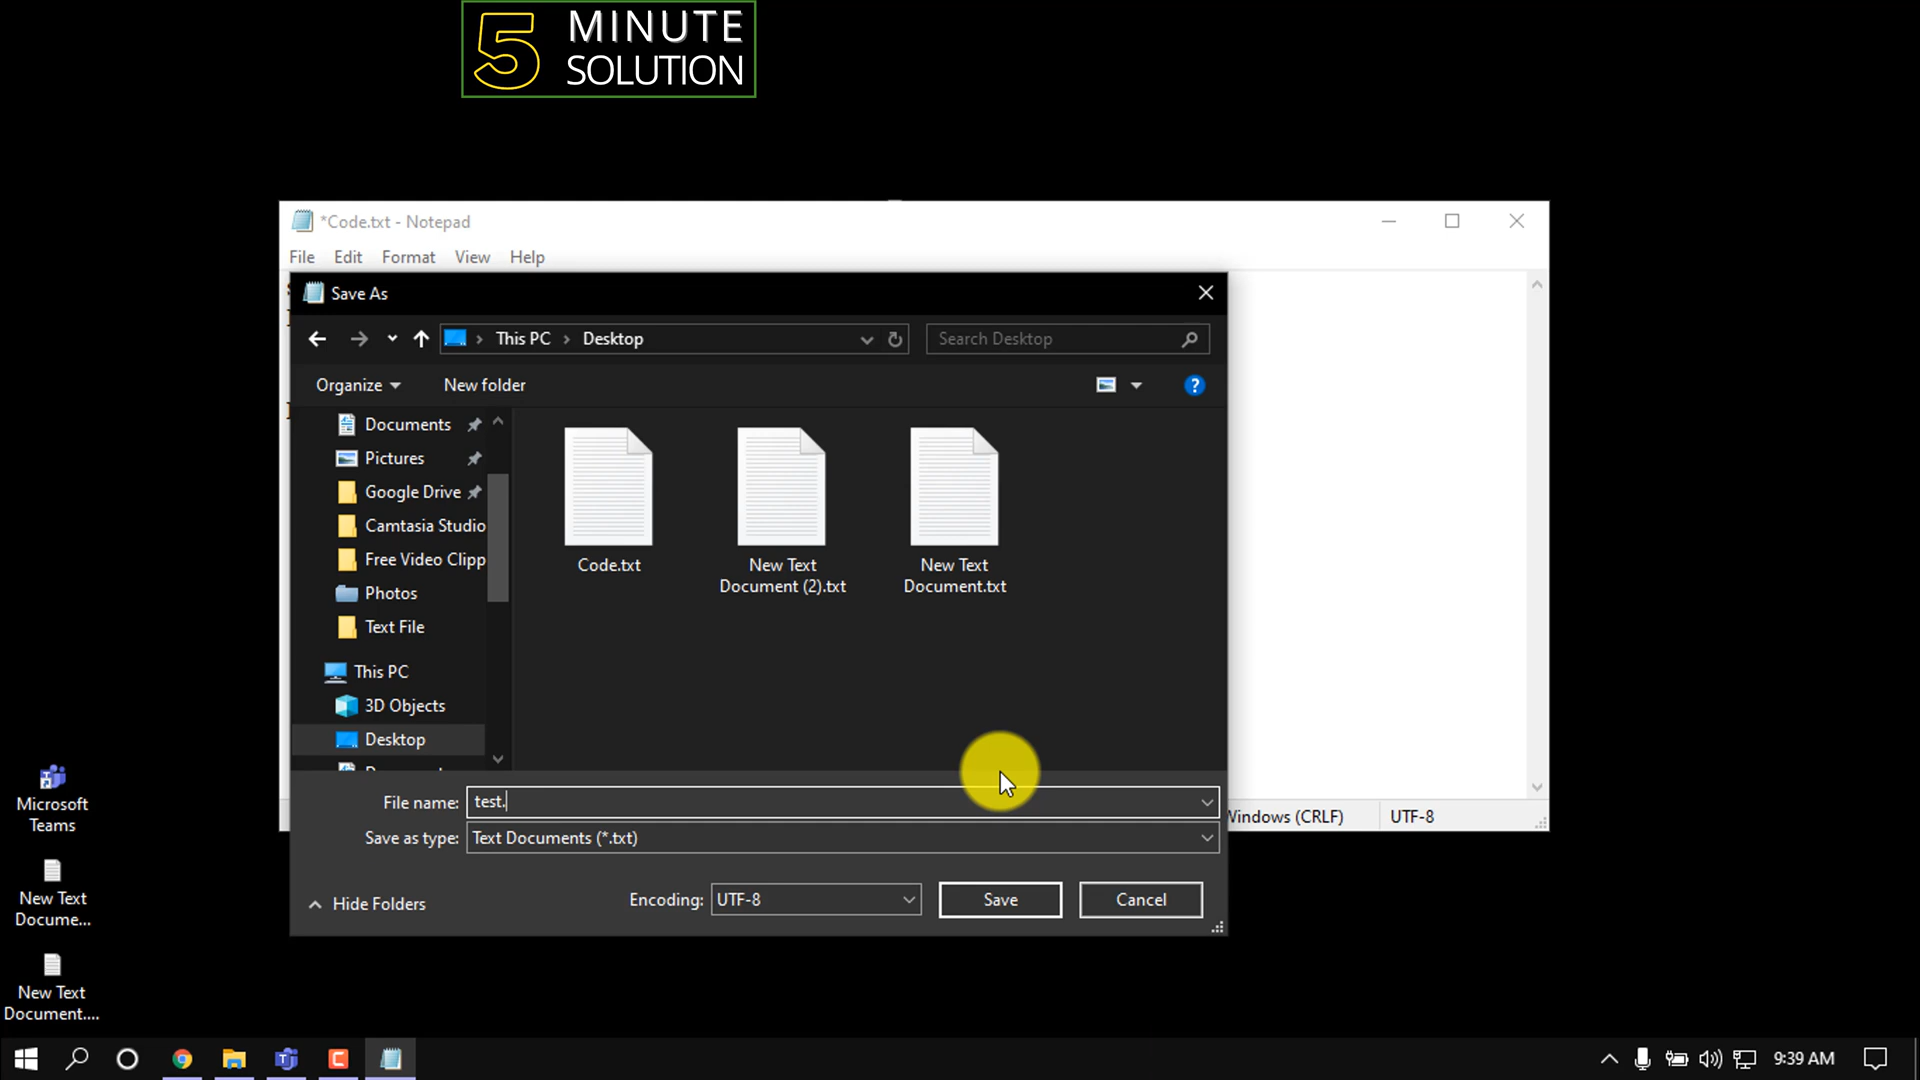 5 MINUTE
SOLUTION
*Code.txt - Notepad
File Edit Format View Help
Save As
This PC > Desktop
Search Desktop
Organize
New folder
Documents
Pictures
Google Drive
Camtasia Studio
Free Video Clipp
Photos
Text File
This PC
3D Objects
Desktop
Code.txt
New Text
Document (2).txt
New Text
Document.txt
File name: test.
Save as type: Text Documents (*.txt)
Hide Folders
Encoding: UTF-8
Save
Cancel
Windows (CRLF)
UTF-8
Microsoft
Teams
New Text
Docume...
New Text
Document....
9:39 AM